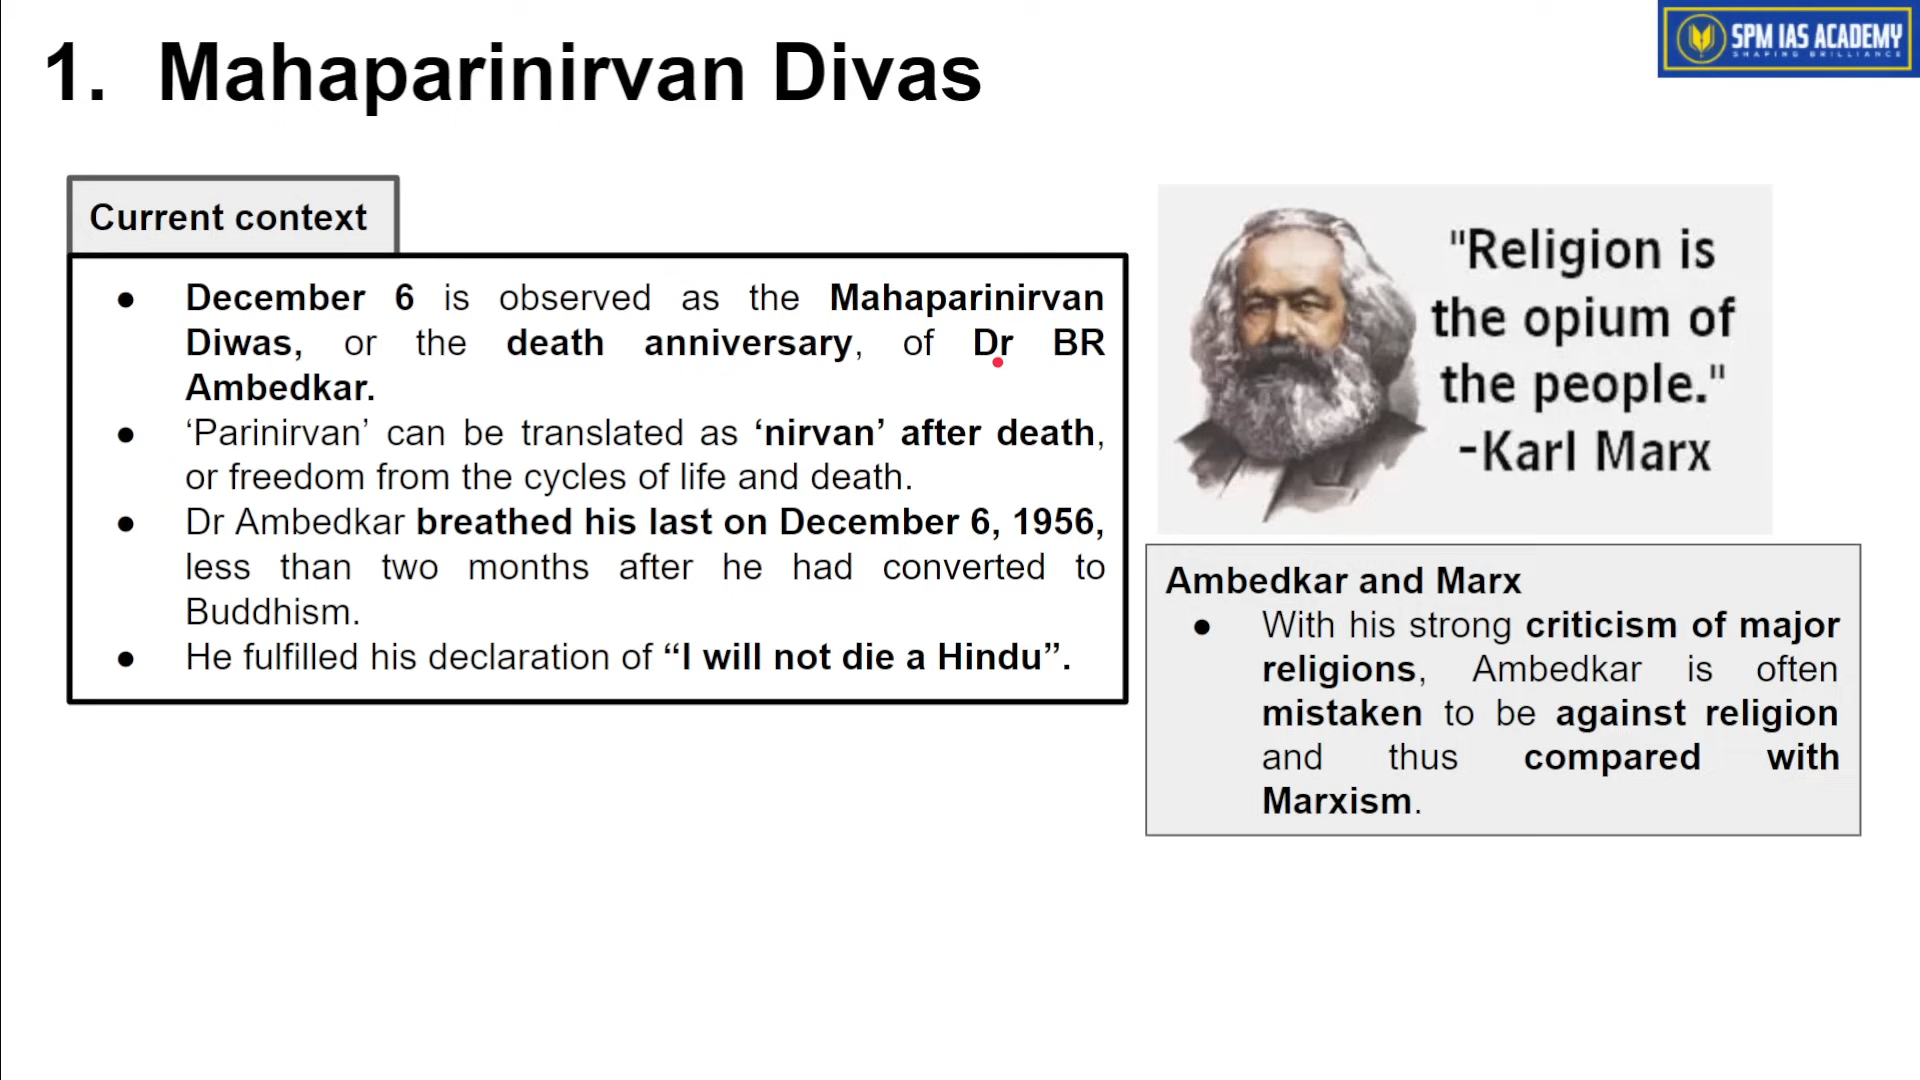 1. Mahaparinirvan Divas
SPM IAS ACADEMY
SHAPING BRILLIANCE
Current context
● December 6 is observed as the Mahaparinirvan
Diwas, or the death anniversary, of Dr BR
Ambedkar.
● ‘Parinirvan’ can be translated as ‘nirvan’ after death,
or freedom from the cycles of life and death.
● Dr Ambedkar breathed his last on December 6, 1956,
less than two months after he had converted to
Buddhism.
● He fulfilled his declaration of “I will not die a Hindu”.
"Religion is
the opium of
the people."
-Karl Marx
Ambedkar and Marx
● With his strong criticism of major
religions, Ambedkar is often
mistaken to be against religion
and thus compared with
Marxism.